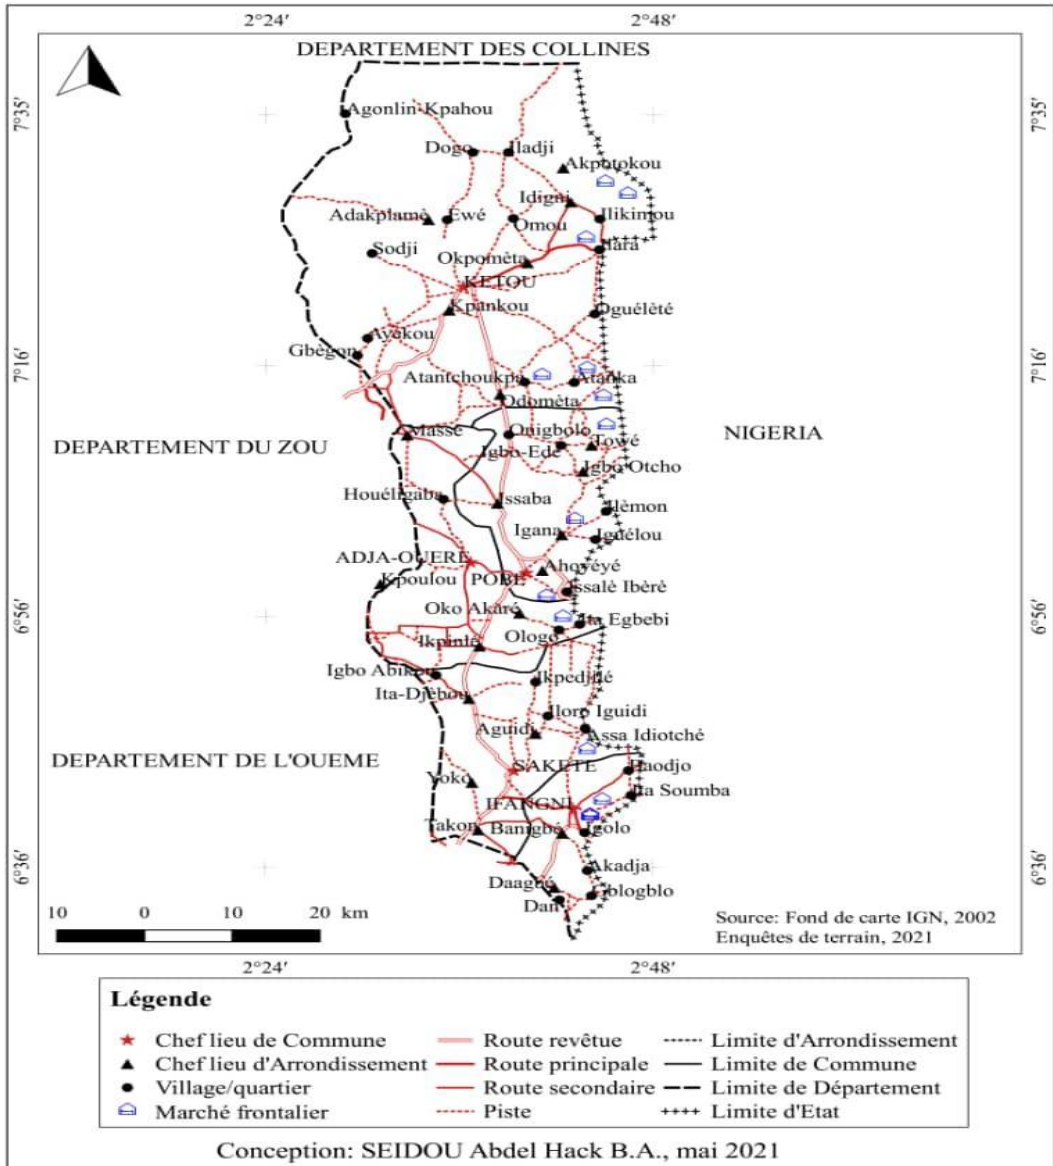 2°24' 2°48'
DEPARTEMENT DES COLLINES
7°35' 7°35'
Agonlin-Kpahou
Dogo Iladji
Akpotokou
Idigni
Adakplamè Ewé Omou Ilikimou
Sodji Ilara
Okpomèta
KETOU
Kpankou Oguélèté
Ayékou
Gbègon
7°16' 7°16'
Atantchoukpa Atanka
Odomèta
Massè Onigbolo
DEPARTEMENT DU ZOU Igbo-Edè Towé NIGERIA
Igbo Otcho
Houéligaba Issaba
Ilèmon
Igana Iguélou
ADJA-OUERE
POBE Ahoyéyé
Kpoulou Issalè Ibèrè
Oko Akaré
6°56' 6°56'
Ita Egbebi
Ologo
Ikpinlè
Igbo Abikou Ikpedjilé
Ita-Djèbou
Iloro Iguidi
Aguidi Assa Idiotché
DEPARTEMENT DE L'OUEME SAKETE
Yoko Ita Soumba
IFANGNI
Takon Banigbé Igolo
6°36' 6°36'
Akadja
Daagbé
Dan
10 0 10 20 km
Source: Fond de carte IGN, 2002
Enquêtes de terrain, 2021
2°24' 2°48'
Légende
Chef lieu de Commune Route revêtue Limite d'Arrondissement
Chef lieu d'Arrondissement Route principale Limite de Commune
Village/quartier Route secondaire Limite de Département
Marché frontalier Piste Limite d'Etat
Conception: SEIDOU Abdel Hack B.A., mai 2021